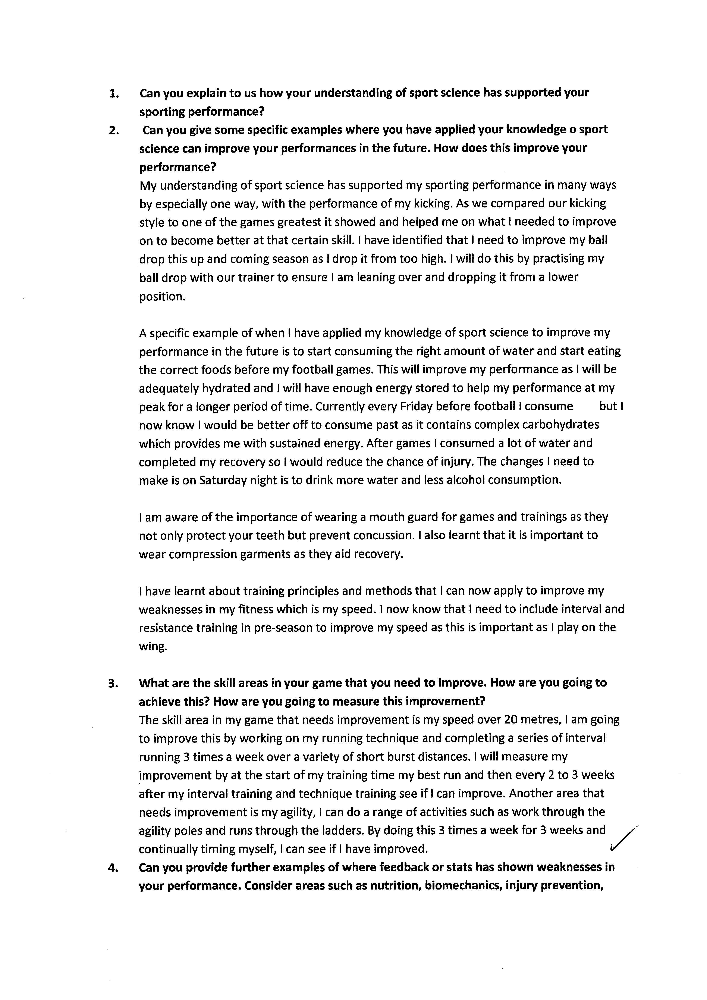 1. Can you explain to us how your understanding of sport science has supported your
sporting performance?
2. Can you give some specific examples where you have applied your knowledge o sport
science can improve your performances in the future. How does this improve your
performance?
My understanding of sport science has supported my sporting performance in many ways
by especially one way, with the performance of my kicking. As we compared our kicking
style to one of the games greatest it showed and helped me on what I needed to improve
on to become better at that certain skill. I have identified that I need to improve my ball
drop this up and coming season as I drop it from too high. I will do this by practising my
ball drop with our trainer to ensure I am leaning over and dropping it from a lower
position.
A specific example of when I have applied my knowledge of sport science to improve my
performance in the future is to start consuming the right amount of water and start eating
the correct foods before my football games. This will improve my performance as I will be
adequately hydrated and I will have enough energy stored to help my performance at my
peak for a longer period of time. Currently every Friday before football I consume but I
now know I would be better off to consume past as it contains complex carbohydrates
which provides me with sustained energy. After games I consumed a lot of water and
completed my recovery so I would reduce the chance of injury. The changes I need to
make is on Saturday night is to drink more water and less alcohol consumption.
I am aware of the importance of wearing a mouth guard for games and trainings as they
not only protect your teeth but prevent concussion. I also learnt that it is important to
wear compression garments as they aid recovery.
I have learnt about training principles and methods that I can now apply to improve my
weaknesses in my fitness which is my speed. I now know that I need to include interval and
resistance training in pre-season to improve my speed as this is important as I play on the
wing.
3. What are the skill areas in your game that you need to improve. How are you going to
achieve this? How are you going to measure this improvement?
The skill area in my game that needs improvement is my speed over 20 metres, I am going
to improve this by working on my running technique and completing a series of interval
running 3 times a week over a variety of short burst distances. I will measure my
improvement by at the start of my training time my best run and then every 2 to 3 weeks
after my interval training and technique training see if I can improve. Another area that
needs improvement is my agility, I can do a range of activities such as work through the
agility poles and runs through the ladders. By doing this 3 times a week for 3 weeks and
continually timing myself, I can see if I have improved.
4. Can you provide further examples of where feedback or stats has shown weaknesses in
your performance. Consider areas such as nutrition, biomechanics, injury prevention,